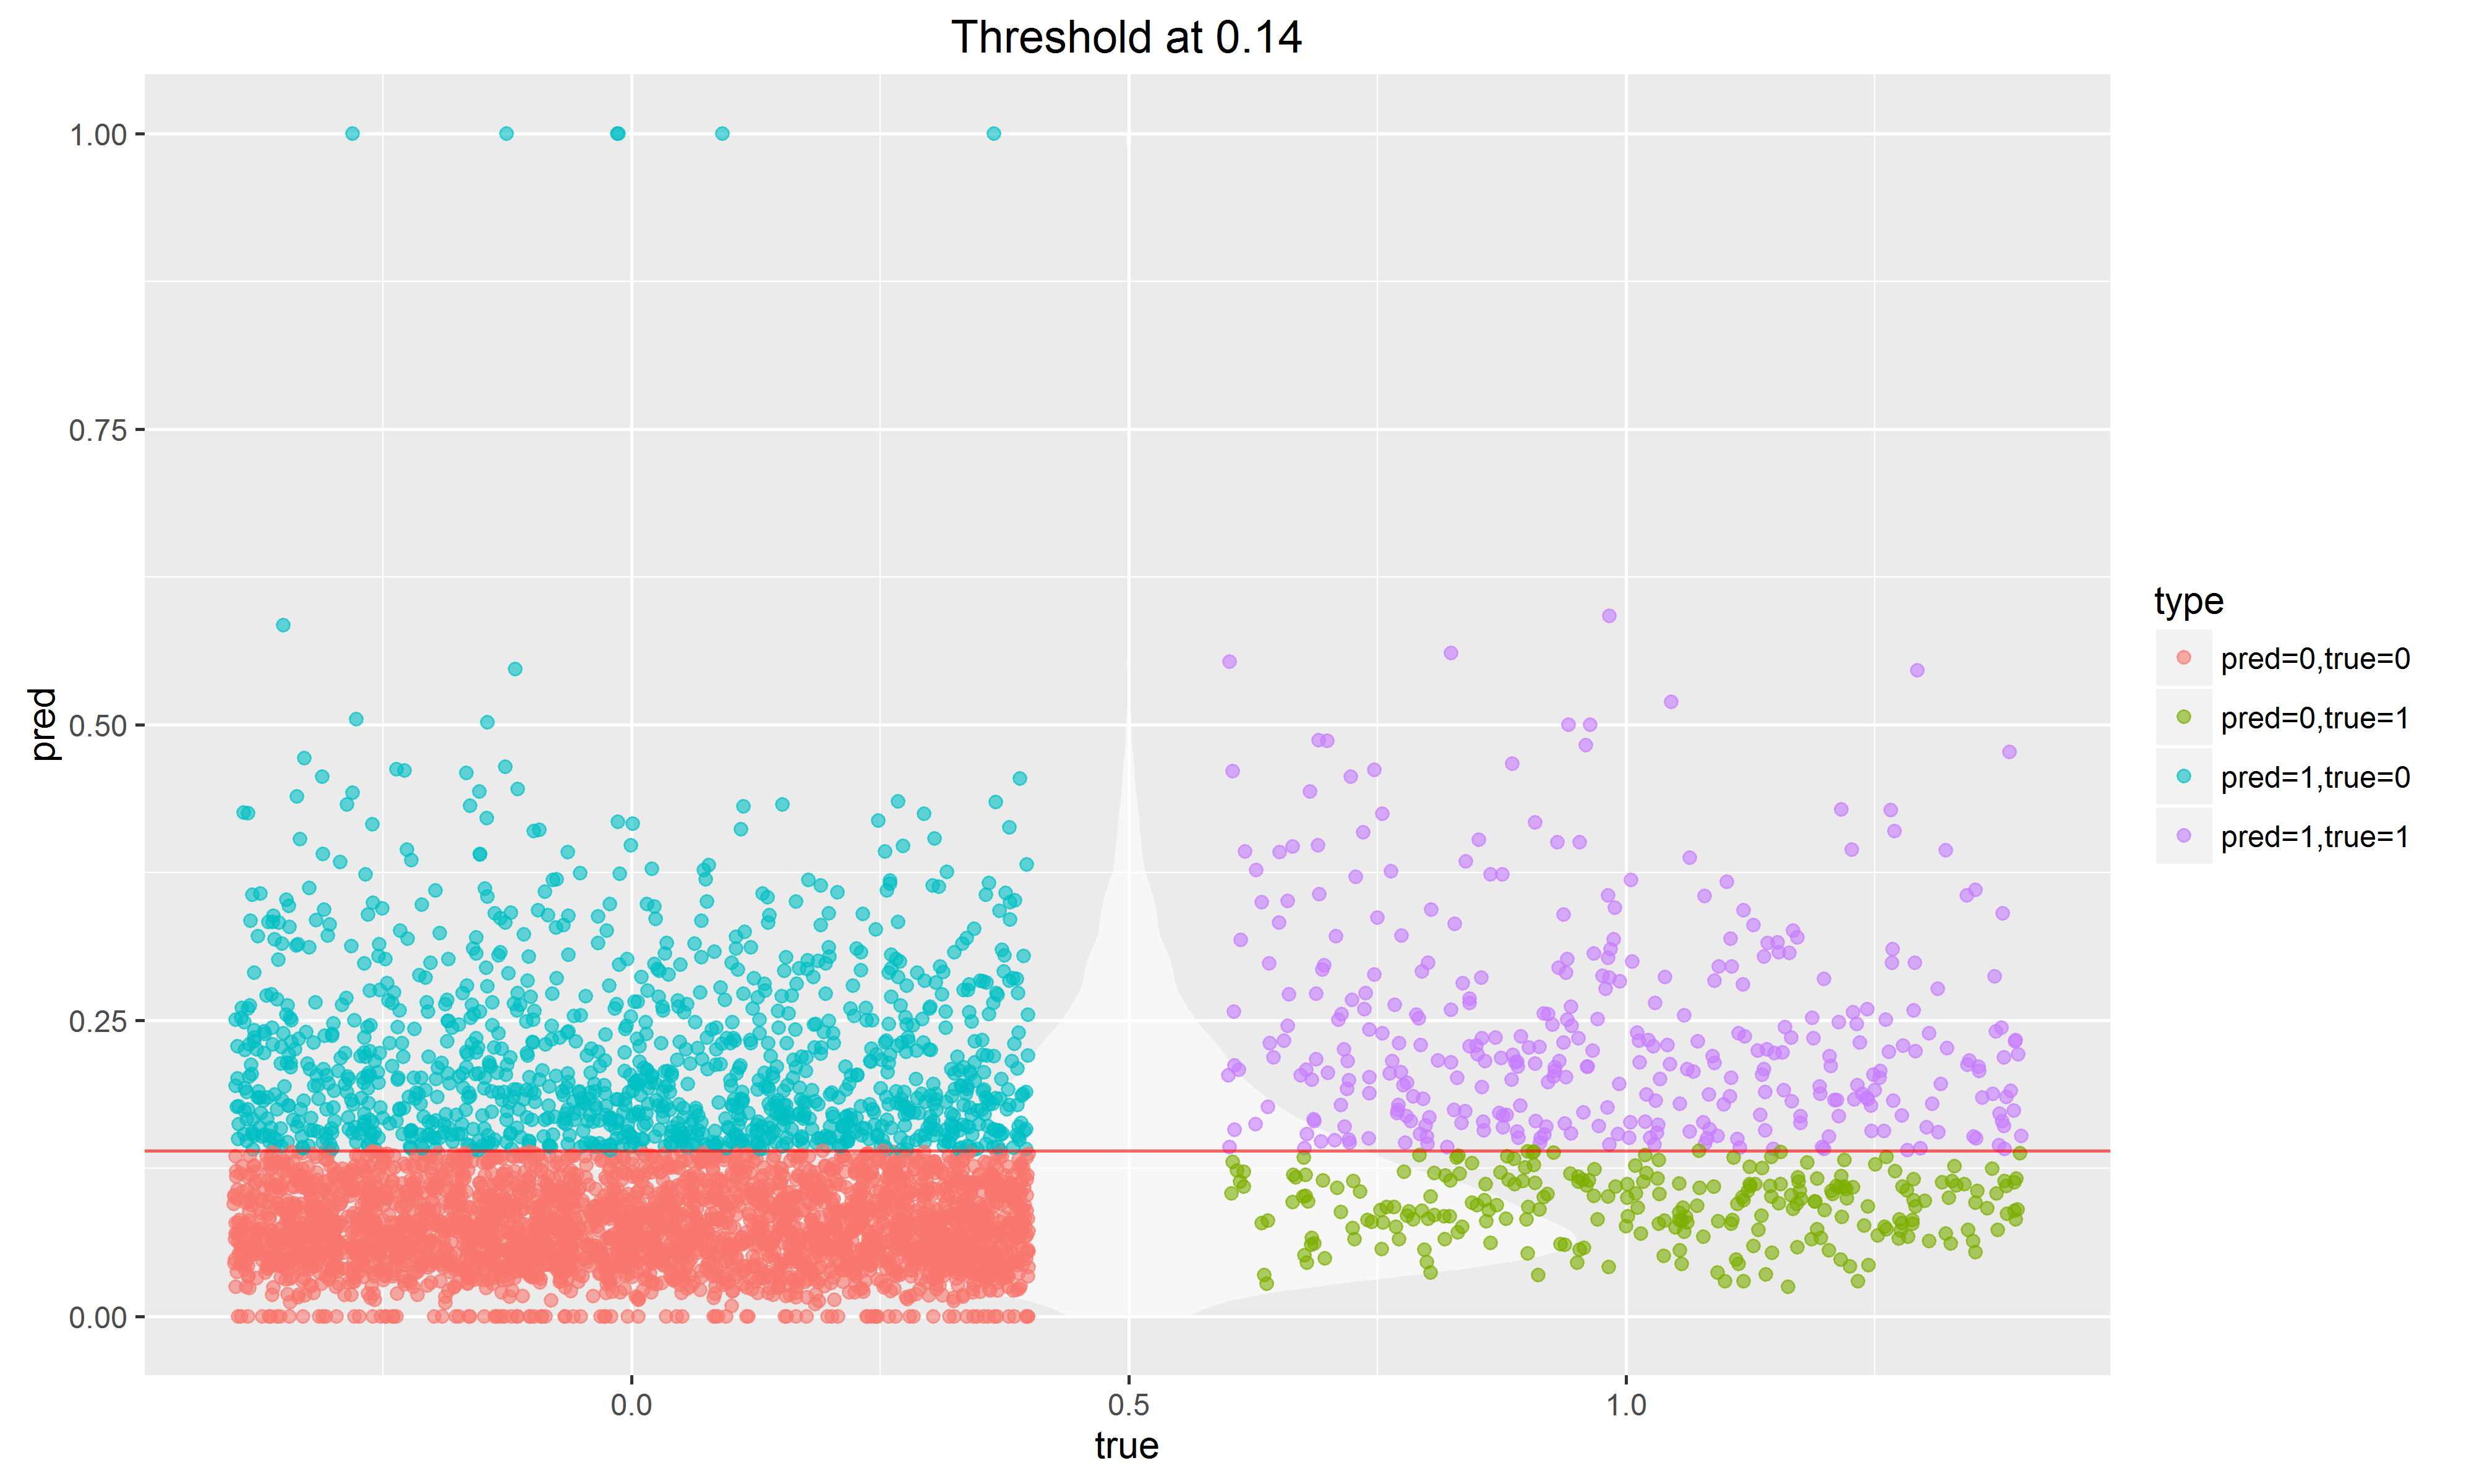 Threshold at 0.14
pred
1.00
0.75
0.50
0.25
0.00
0.0
0.5
1.0
true
type
pred=0,true=0
pred=0,true=1
pred=1,true=0
pred=1,true=1